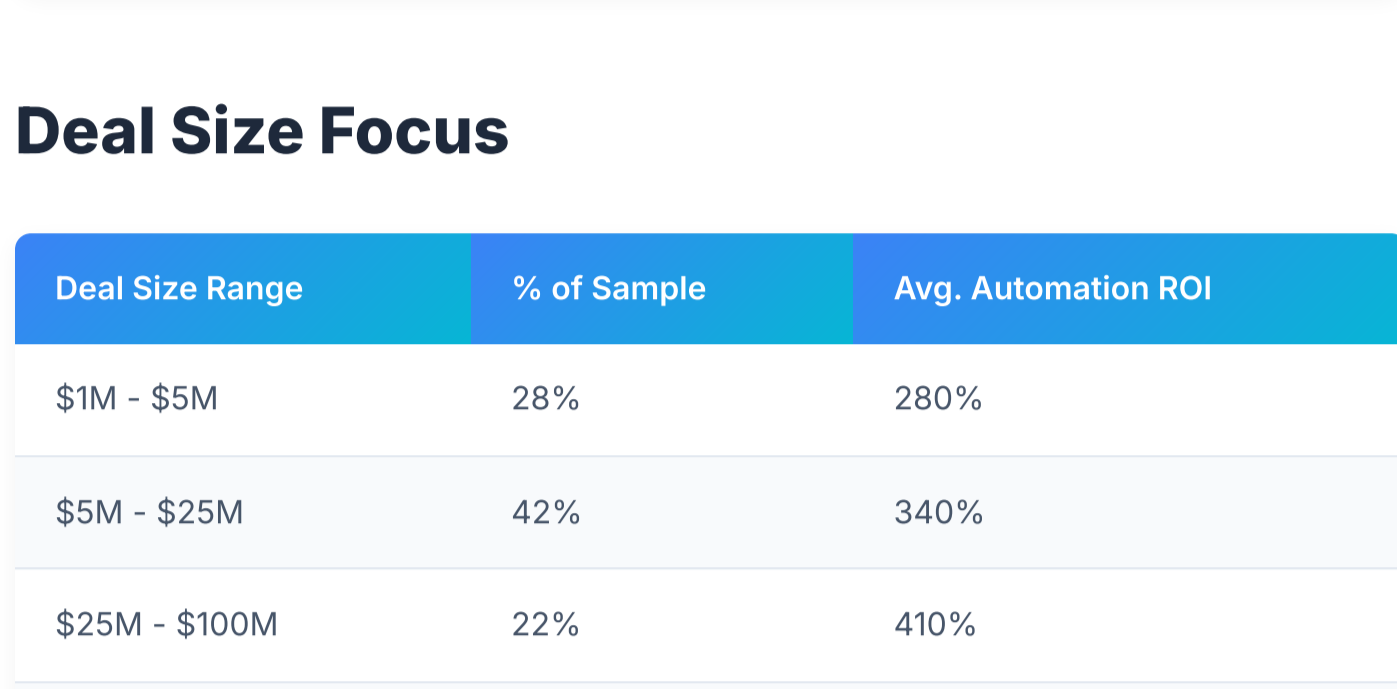 Deal Size Focus
Deal Size Range % of Sample Avg. Automation ROI
$1M - $5M 28% 280%
$5M - $25M 42% 340%
$25M - $100M 22% 410%